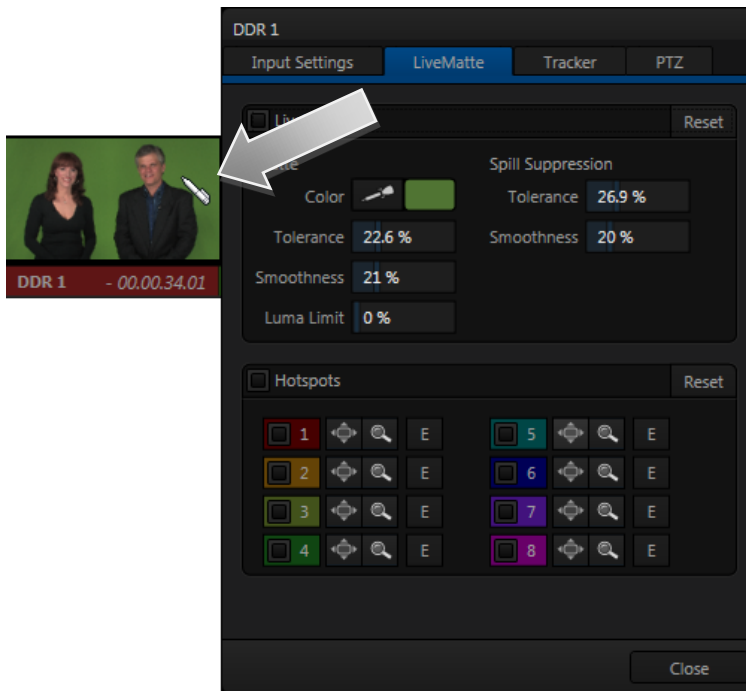 DDR 1
Input Settings LiveMatte Tracker PTZ
Reset
Spill Suppression
Color Tolerance 26.9 %
Tolerance 22.6 % Smoothness 20 %
DDR 1 - 00.00.34.01
Smoothness 21 %
Luma Limit 0 %
Hotspots Reset
1 E 5 E
2 E 6 E
3 E 7 E
4 E 8 E
Close